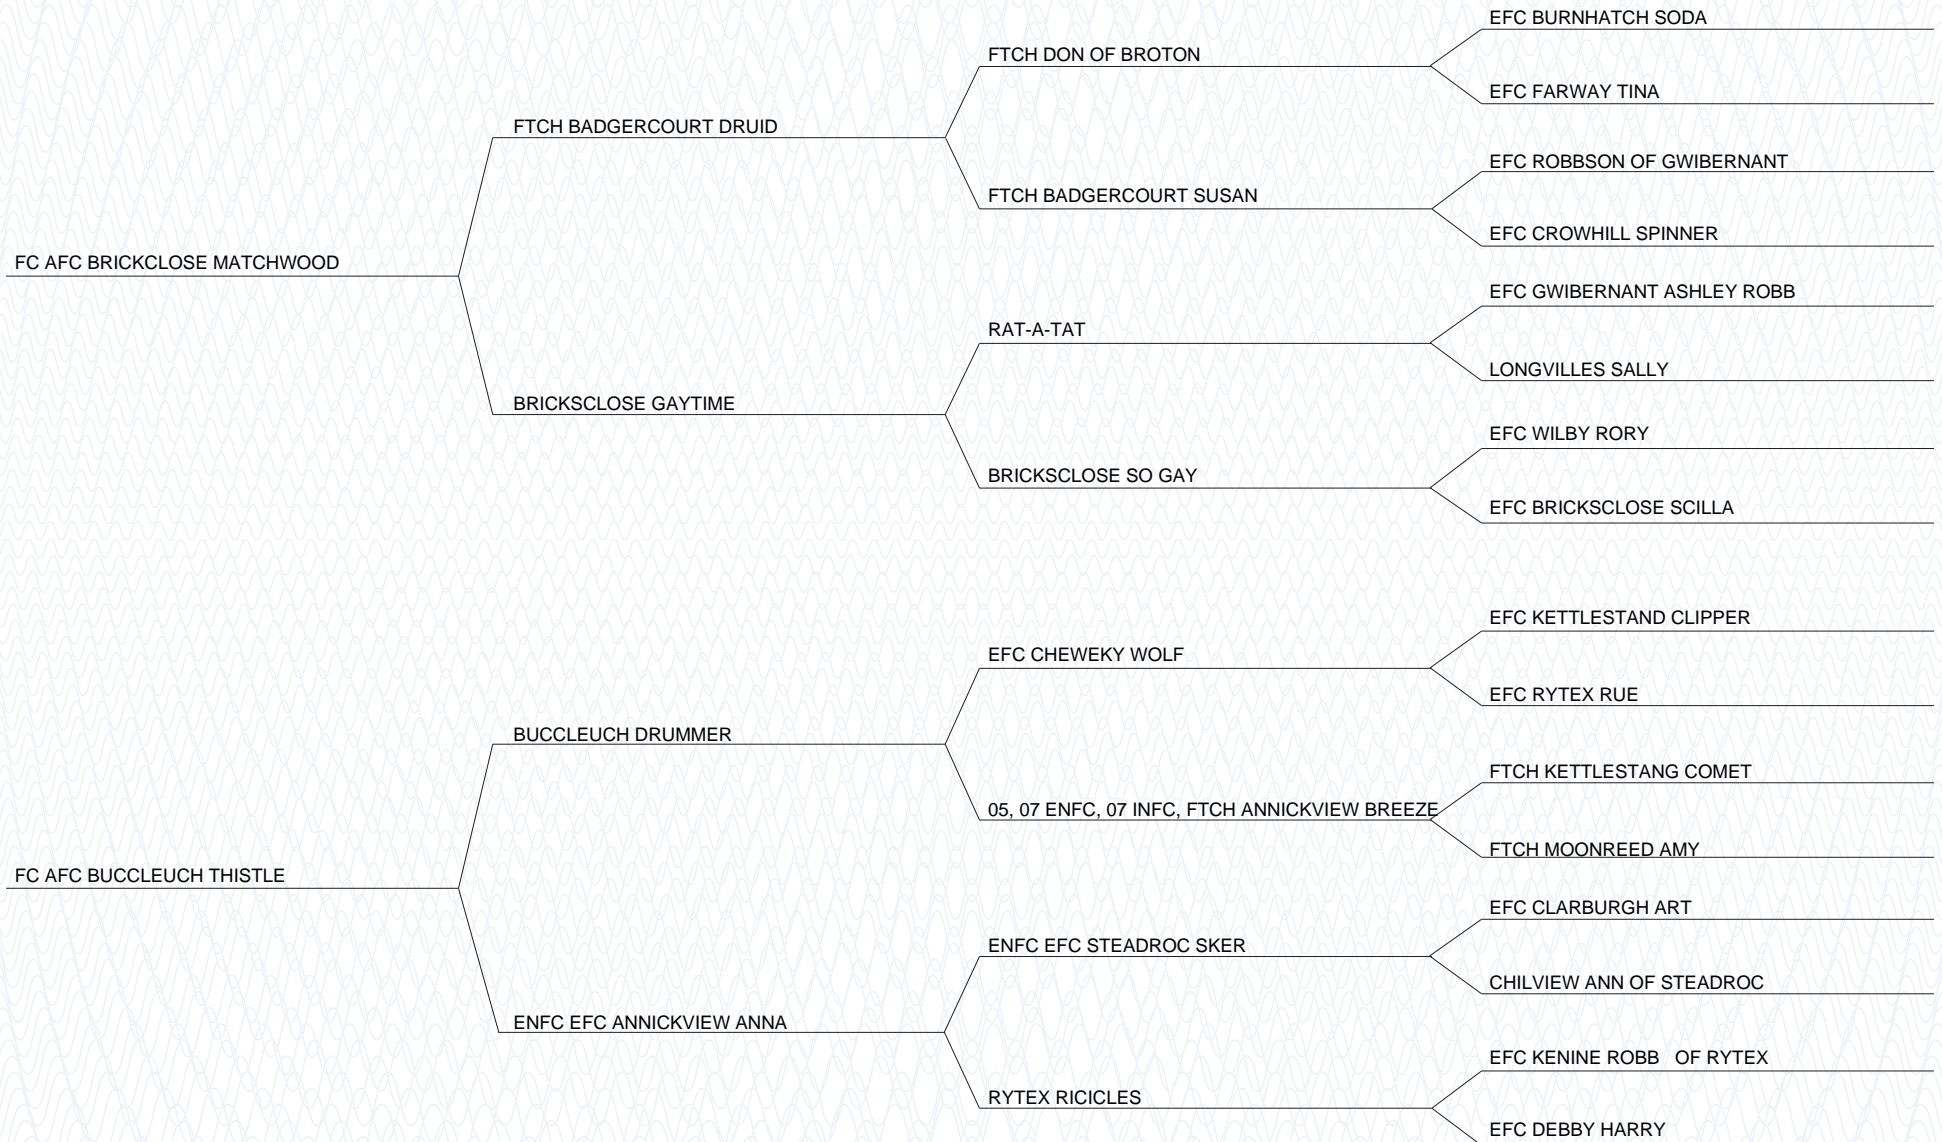 EFC BURNHATCH SODA
FTCH DON OF BROTON
EFC FARWAY TINA
FTCH BADGERCOURT DRUID
EFC ROBBSON OF GWIBERNANT
FTCH BADGERCOURT SUSAN
EFC CROWHILL SPINNER
FC AFC BRICKCLOSE MATCHWOOD
EFC GWIBERNANT ASHLEY ROBB
RAT-A-TAT
LONGVILLES SALLY
BRICKSCLOSE GAYTIME
EFC WILBY RORY
BRICKSCLOSE SO GAY
EFC BRICKSCLOSE SCILLA
EFC KETTLESTAND CLIPPER
EFC CHEWEKY WOLF
EFC RYTEX RUE
BUCCLEUCH DRUMMER
FTCH KETTLESTANG COMET
05, 07 ENFC, 07 INFC, FTCH ANNICKVIEW BREEZE
FTCH MOONREED AMY
FC AFC BUCCLEUCH THISTLE
EFC CLARBURGH ART
ENFC EFC STEADROC SKER
CHILVIEW ANN OF STEADROC
ENFC EFC ANNICKVIEW ANNA
EFC KENINE ROBB   OF RYTEX
RYTEX RICICLES
EFC DEBBY HARRY